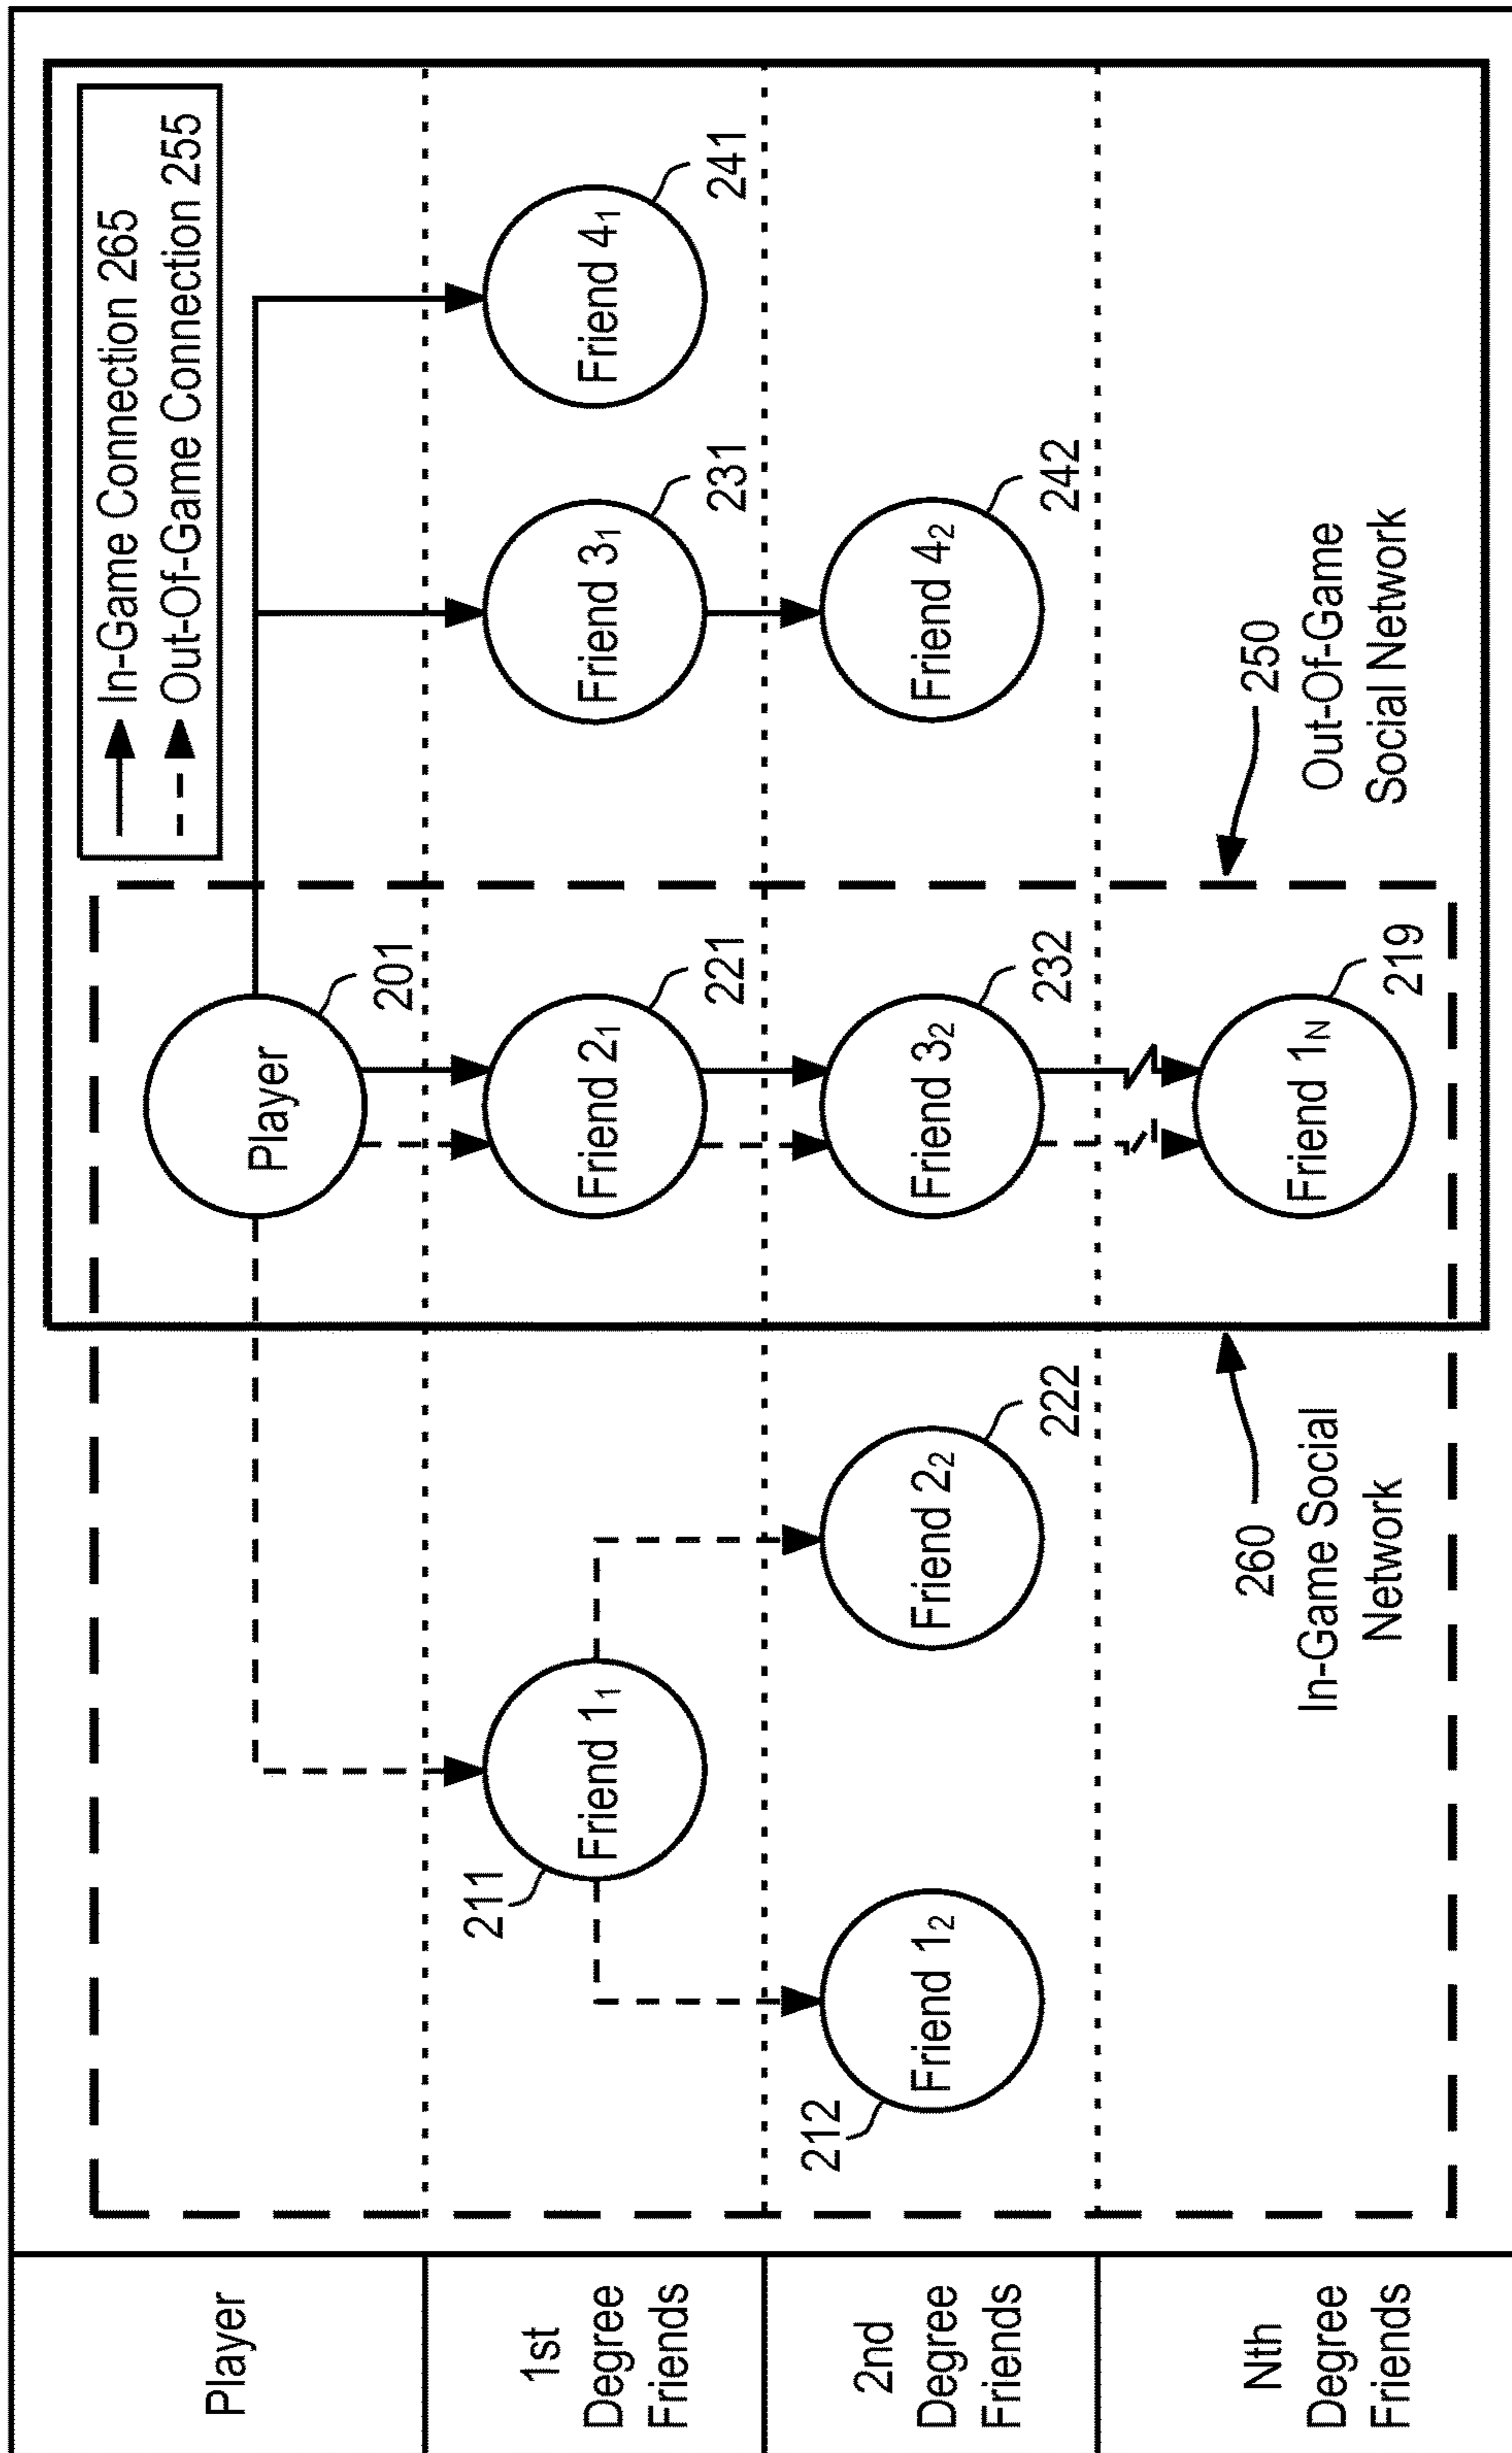 Player
1st
Degree
Friends
2nd
Degree
Friends
Nth
Degree
Friends
In-Game Connection 265
Out-Of-Game Connection 255
Player
201
211
Friend 1₁
Friend 2₁
221
Friend 3₁
231
Friend 4₁
241
212
Friend 1₂
Friend 2₂
222
Friend 3₂
232
Friend 4₂
242
260
In-Game Social
Network
Friend 1N
219
250
Out-Of-Game
Social Network